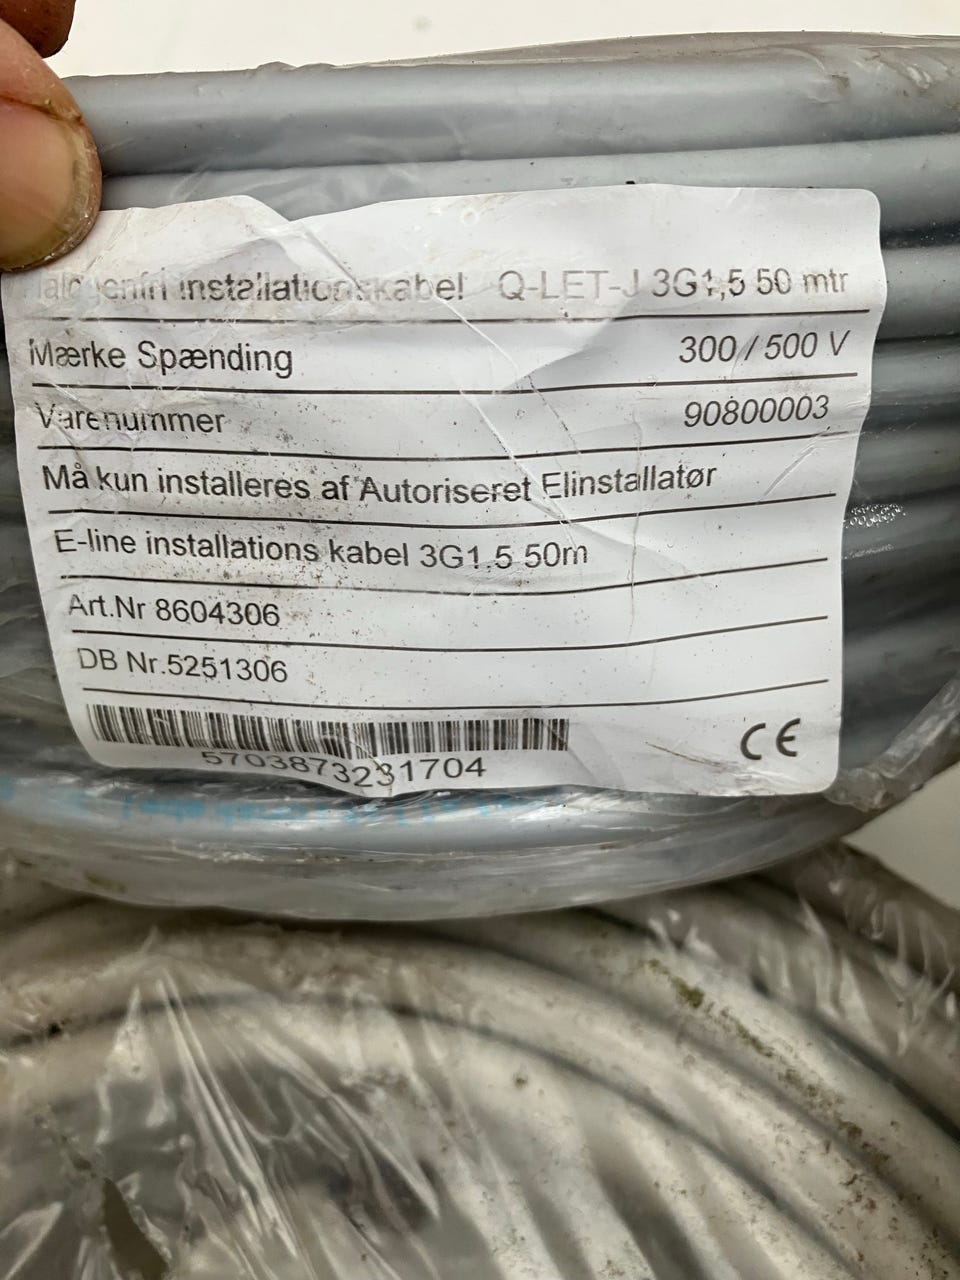 Halogenfri installationskabel Q-LET-J 3G1,5 50 mtr
Mærke Spænding 300 / 500 V
Varenummer 90800003
Må kun installeres af Autoriseret Elinstallatør
E-line installations kabel 3G1,5 50m
Art.Nr 8604306
DB Nr.5251306
5703873231704
CE